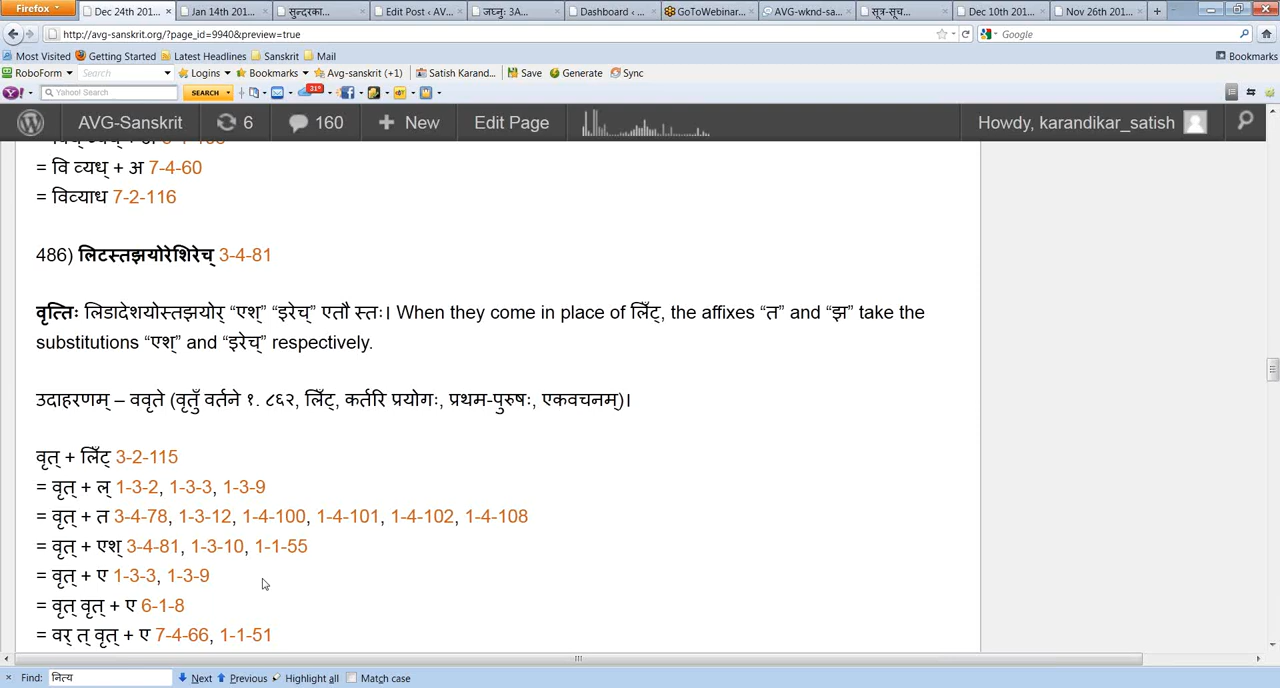 Firefox
Dec 24th 201...
Jan 14th 201...
सुन्दरका...
Edit Post ‹ AV...
जघ्नुः 3A...
Dashboard ‹ ...
GoToWebinar...
AVG-wknd-sa...
सूत्र-सूच...
Dec 10th 201...
Nov 26th 201...
http://avg-sanskrit.org/?page_id=9940&preview=true
Google
Most Visited Getting Started Latest Headlines Sanskrit Mail Bookmarks
RoboForm Search Logins Bookmarks Avg-sanskrit (+1) Satish Karand... Save Generate Sync
Yahoo! Search SEARCH 31°
AVG-Sanskrit 6 160 New Edit Page Howdy, karandikar_satish
= वि व्यध् + अ 7-4-60
= विव्याध 7-2-116
486) लिटस्तझयोरेशिरेच् 3-4-81
वृत्तिः लिडादेशयोस्तझयोर् “एश्” “इरेच्” एतौ स्तः। When they come in place of लिँट्, the affixes “त” and “झ” take the
substitutions “एश्” and “इरेच्” respectively.
उदाहरणम् – ववृते (वृतुँ वर्तने १. ८६२, लिँट्, कर्तरि प्रयोगः, प्रथम-पुरुषः, एकवचनम्)।
वृत् + लिँट् 3-2-115
= वृत् + ल् 1-3-2, 1-3-3, 1-3-9
= वृत् + त 3-4-78, 1-3-12, 1-4-100, 1-4-101, 1-4-102, 1-4-108
= वृत् + एश् 3-4-81, 1-3-10, 1-1-55
= वृत् + ए 1-3-3, 1-3-9
= वृत् वृत् + ए 6-1-8
= वर् त् वृत् + ए 7-4-66, 1-1-51
Find: नित्य Next Previous Highlight all Match case